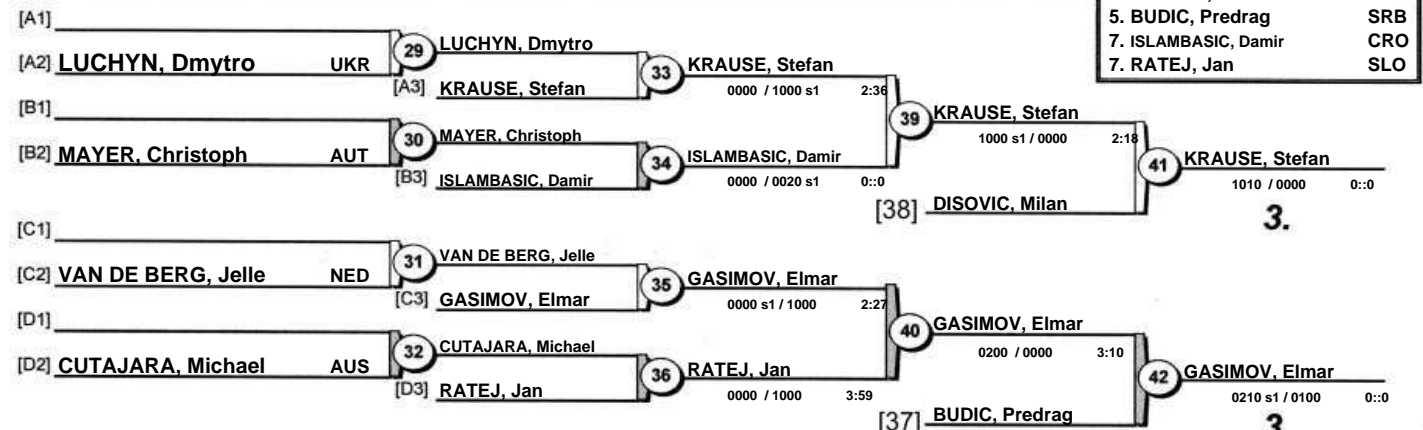 5. BUDIC, Predrag SRB
7. ISLAMBASIC, Damir CRO
7. RATEJ, Jan SLO
[A1]
[A2] LUCHYN, Dmytro UKR
29 LUCHYN, Dmytro
[A3] KRAUSE, Stefan
33 KRAUSE, Stefan
0000 / 1000 s1 2:36
[B1]
[B2] MAYER, Christoph AUT
30 MAYER, Christoph
[B3] ISLAMBASIC, Damir
34 ISLAMBASIC, Damir
0000 / 0020 s1 0::0
39 KRAUSE, Stefan
1000 s1 / 0000 2:18
[38] DISOVIC, Milan
41 KRAUSE, Stefan
1010 / 0000 0::0
3.
[C1]
[C2] VAN DE BERG, Jelle NED
31 VAN DE BERG, Jelle
[C3] GASIMOV, Elmar
35 GASIMOV, Elmar
0000 s1 / 1000 2:27
[D1]
[D2] CUTAJARA, Michael AUS
32 CUTAJARA, Michael
[D3] RATEJ, Jan
36 RATEJ, Jan
0000 / 1000 3:59
40 GASIMOV, Elmar
0200 / 0000 3:10
[37] BUDIC, Predrag
42 GASIMOV, Elmar
0210 s1 / 0100 0::0
3